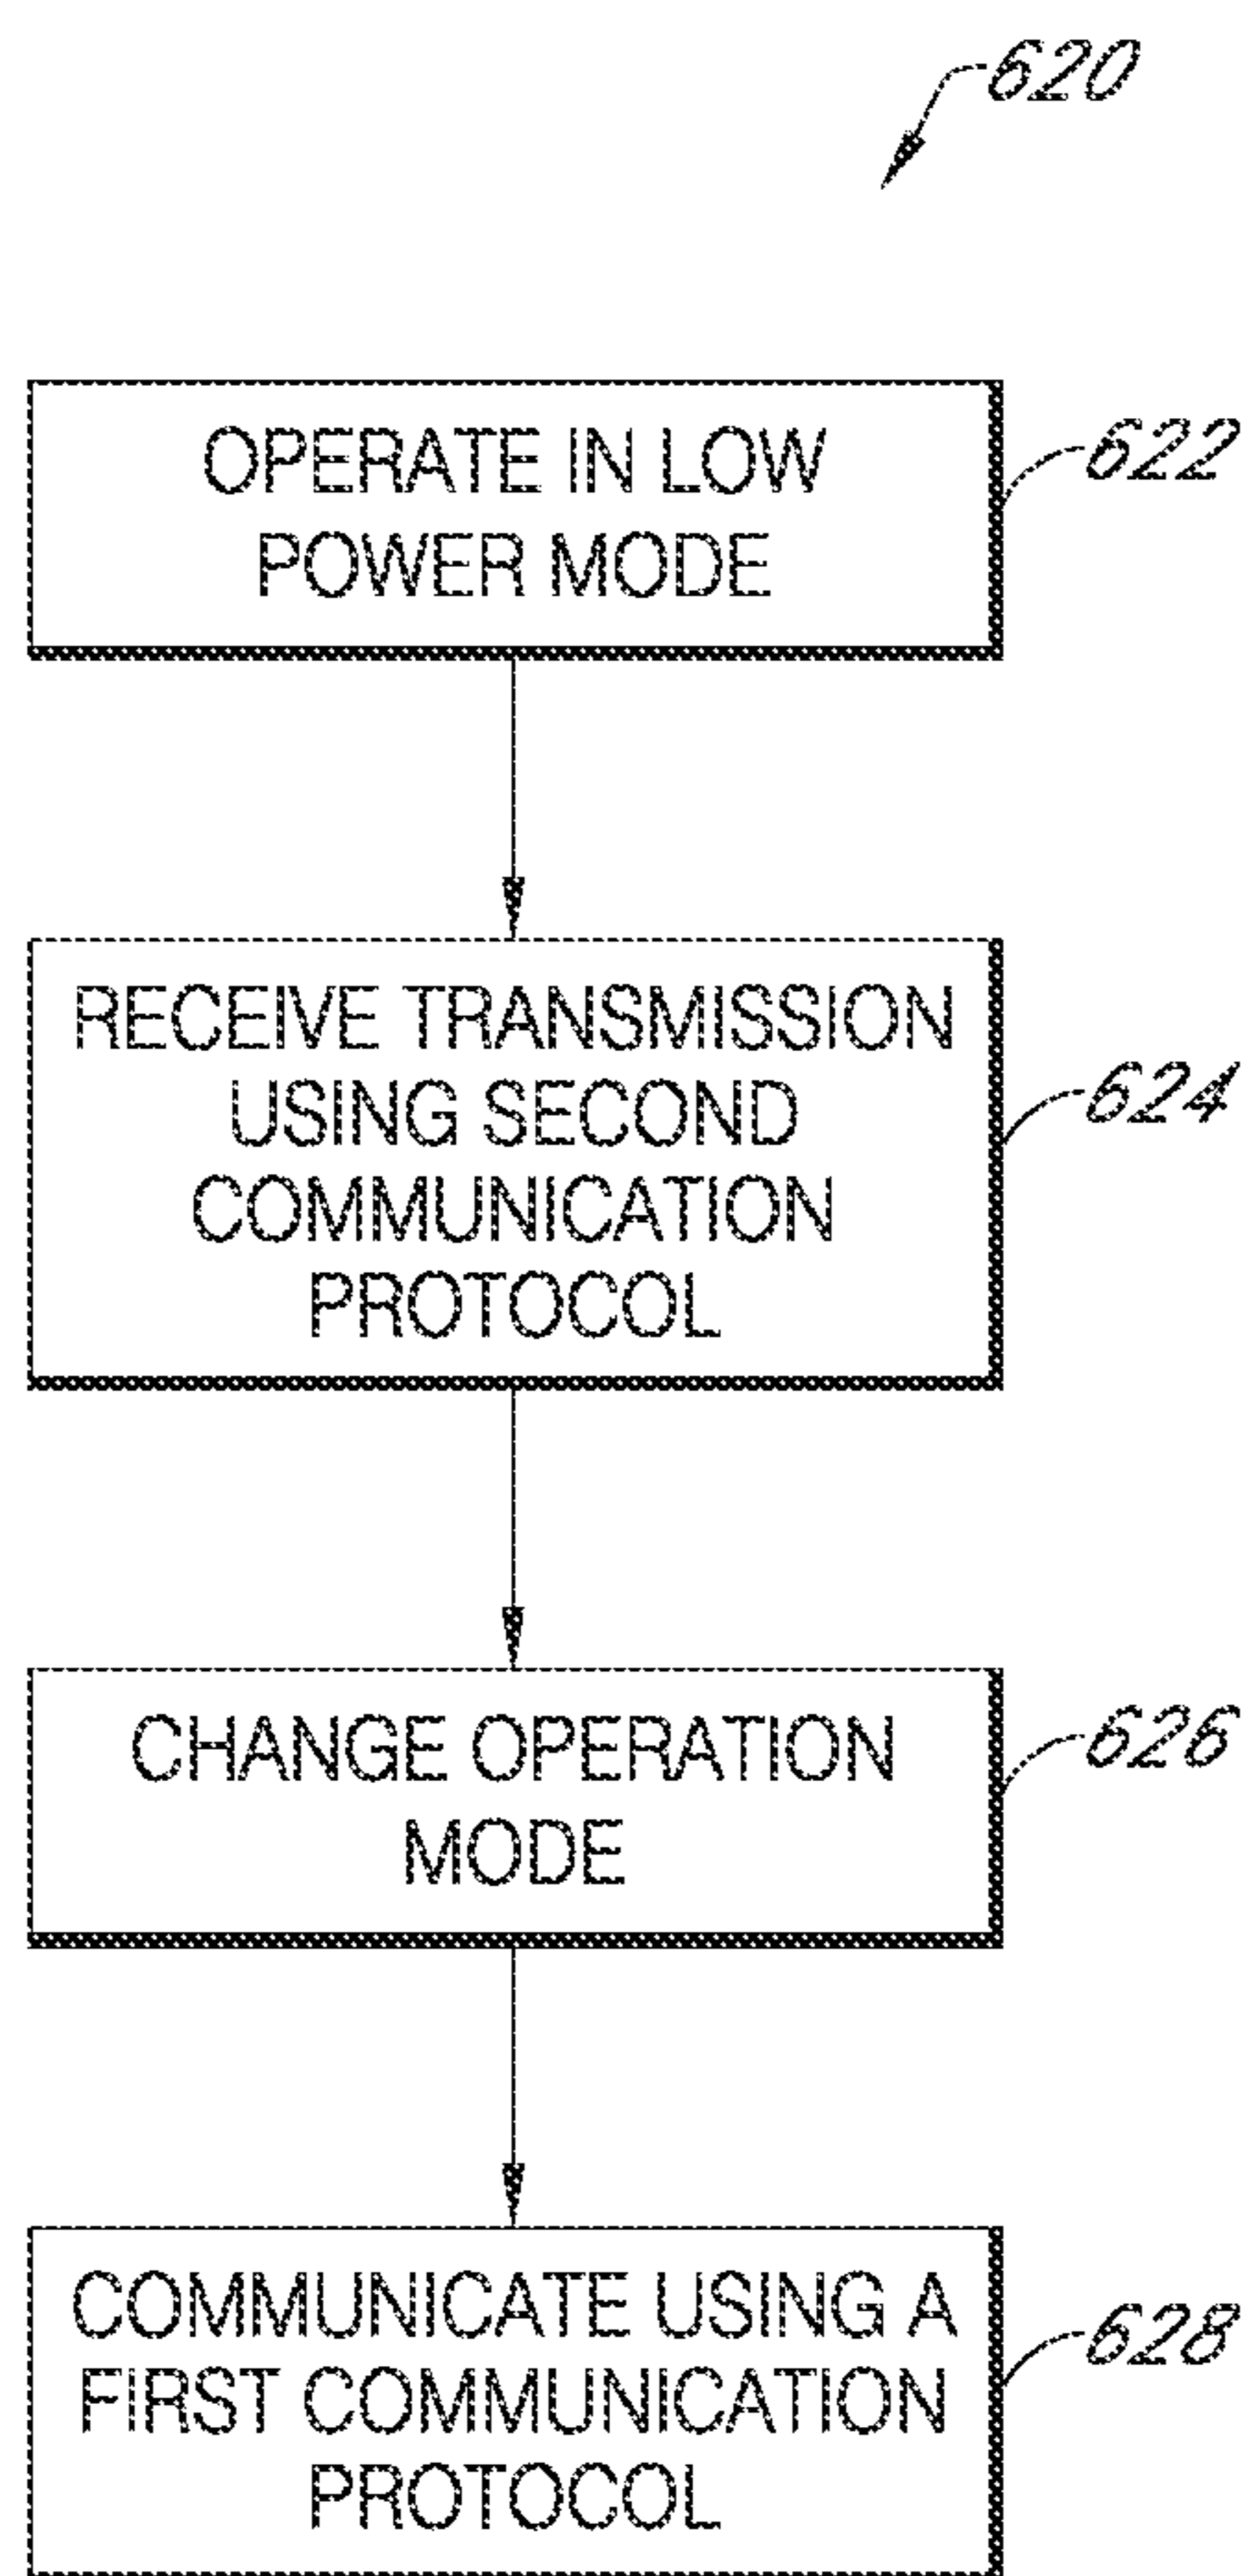 620
OPERATE IN LOW
POWER MODE
622
RECEIVE TRANSMISSION
USING SECOND
COMMUNICATION
PROTOCOL
624
CHANGE OPERATION
MODE
626
COMMUNICATE USING A
FIRST COMMUNICATION
PROTOCOL
628